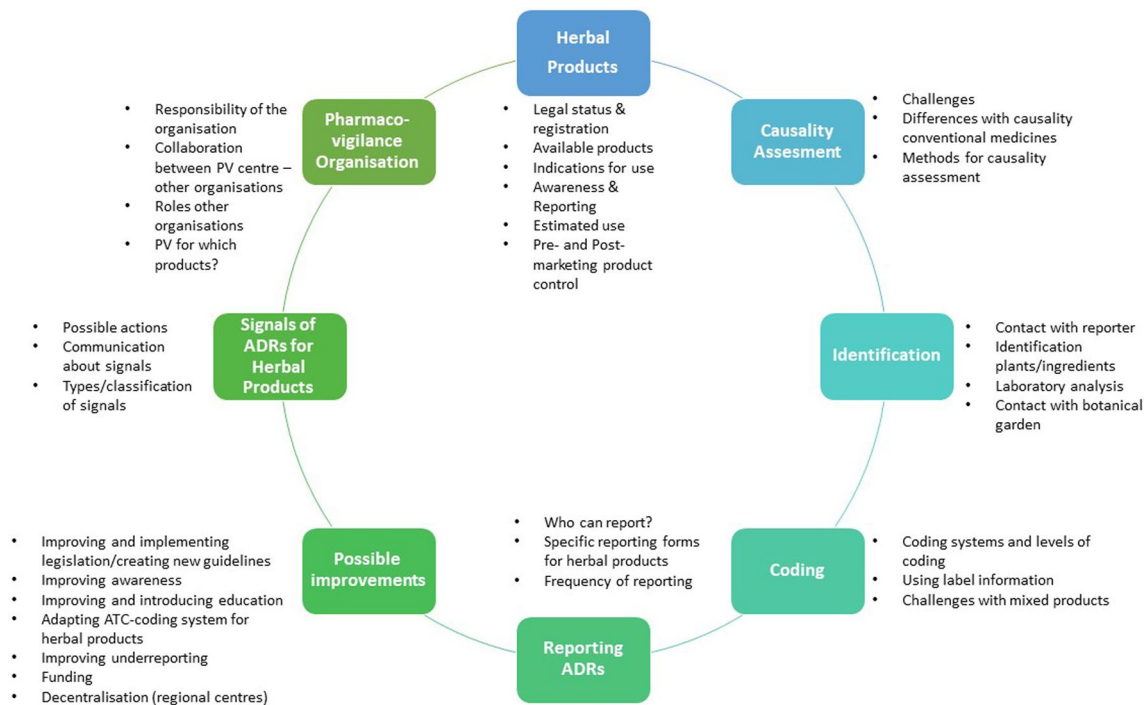 Herbal
Products
• Legal status &
registration
• Available products
• Indications for use
• Awareness &
Reporting
• Estimated use
• Pre- and Post-
marketing product
control
Causality
Assesment
• Challenges
• Differences with causality
conventional medicines
• Methods for causality
assessment
Identification
• Contact with reporter
• Identification
plants/ingredients
• Laboratory analysis
• Contact with botanical
garden
Coding
• Coding systems and levels of
coding
• Using label information
• Challenges with mixed products
• Who can report?
• Specific reporting forms
for herbal products
• Frequency of reporting
Reporting
ADRs
Possible
improvements
• Improving and implementing
legislation/creating new guidelines
• Improving awareness
• Improving and introducing education
• Adapting ATC-coding system for
herbal products
• Improving underreporting
• Funding
• Decentralisation (regional centres)
Signals of
ADRs for
Herbal
Products
• Possible actions
• Communication
about signals
• Types/classification
of signals
Pharmaco-
vigilance
Organisation
• Responsibility of the
organisation
• Collaboration
between PV centre –
other organisations
• Roles other
organisations
• PV for which
products?